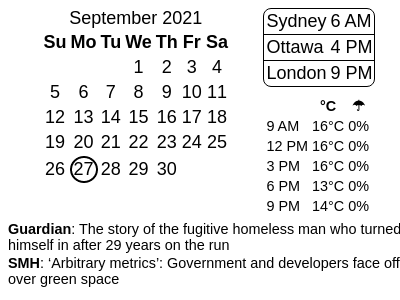 September 2021
Su Mo Tu We Th Fr Sa
1 2 3 4
5 6 7 8 9 10 11
12 13 14 15 16 17 18
19 20 21 22 23 24 25
26 27 28 29 30
Sydney 6 AM
Ottawa 4 PM
London 9 PM
°C ☂
9 AM 16°C 0%
12 PM 16°C 0%
3 PM 16°C 0%
6 PM 13°C 0%
9 PM 14°C 0%
Guardian: The story of the fugitive homeless man who turned
himself in after 29 years on the run
SMH: ‘Arbitrary metrics’: Government and developers face off
over green space